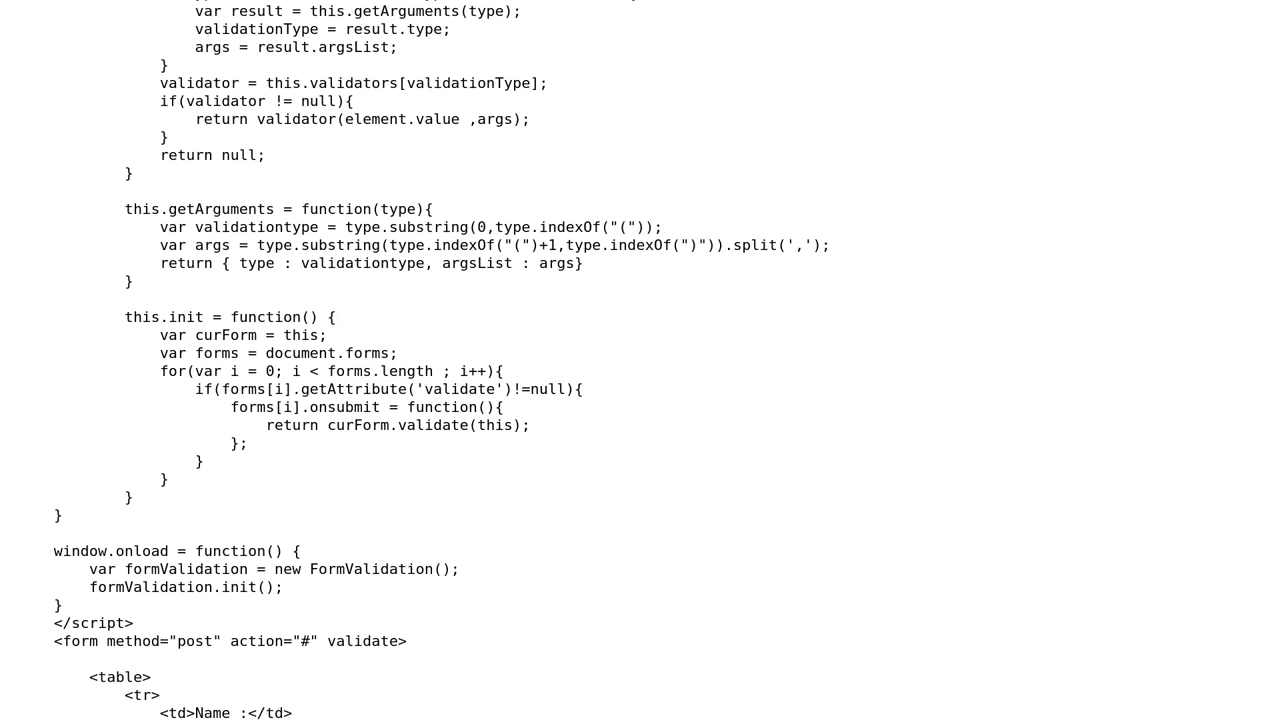 var result = this.getArguments(type);
validationType = result.type;
args = result.argsList;
}
validator = this.validators[validationType];
if(validator != null){
return validator(element.value ,args);
}
return null;
}
this.getArguments = function(type){
var validationtype = type.substring(0,type.indexOf("("));
var args = type.substring(type.indexOf("(")+1,type.indexOf(")")).split(',');
return { type : validationtype, argsList : args}
}
this.init = function() {
var curForm = this;
var forms = document.forms;
for(var i = 0; i < forms.length ; i++){
if(forms[i].getAttribute('validate')!=null){
forms[i].onsubmit = function(){
return curForm.validate(this);
};
}
}
}
}
window.onload = function() {
var formValidation = new FormValidation();
formValidation.init();
}
</script>
<form method="post" action="#" validate>
<table>
<tr>
<td>Name :</td>